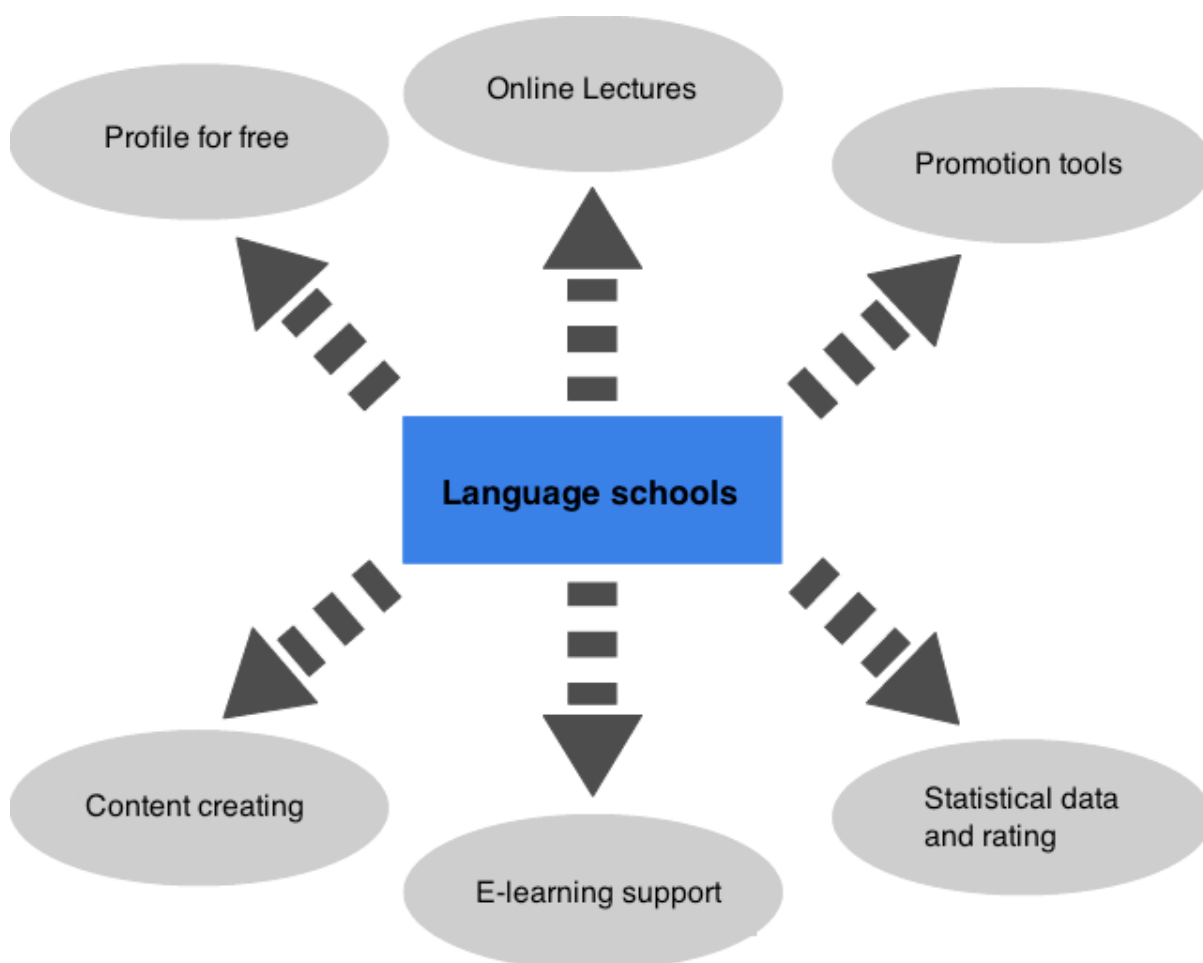 Online Lectures
Profile for free
Promotion tools
Language schools
Content creating
Statistical data
and rating
E-learning support